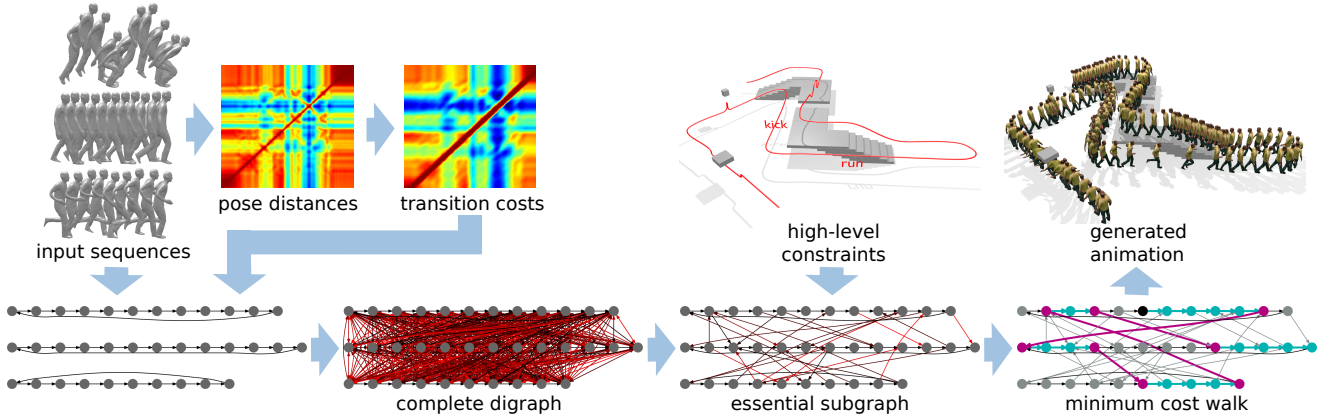 input sequences
pose distances
transition costs
kick
run
high-level
constraints
generated
animation
complete digraph
essential subgraph
minimum cost walk